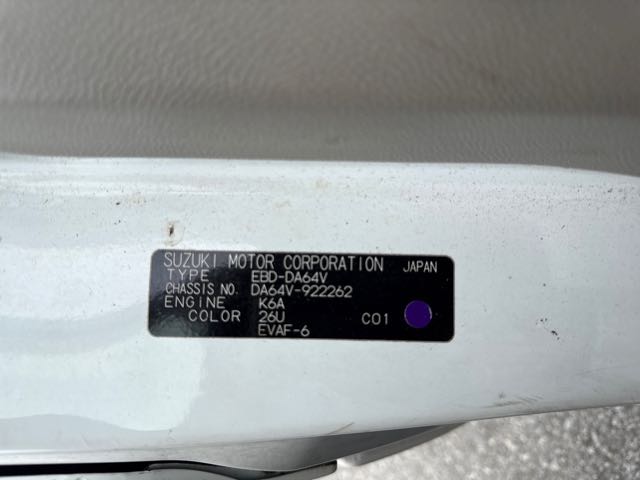 SUZUKI MOTOR CORPORATION JAPAN
TYPE EBD-DA64V
CHASSIS NO. DA64V-922262
ENGINE K6A
COLOR 26U C01
EVAF-6